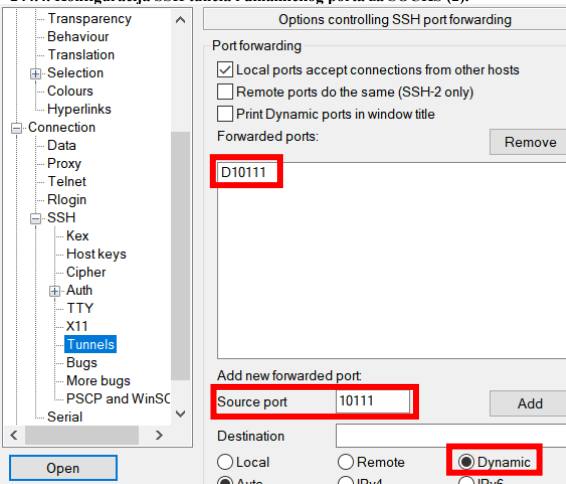 Options controlling SSH port forwarding
Transparency
Behaviour
Translation
Selection
Colours
Hyperlinks
Connection
Data
Proxy
Telnet
Rlogin
SSH
Kex
Host keys
Cipher
Auth
TTY
X11
Tunnels
Bugs
More bugs
PSCP and WinSC
Serial
Open
Port forwarding
Local ports accept connections from other hosts
Remote ports do the same (SSH-2 only)
Print Dynamic ports in window title
Forwarded ports:
Remove
D10111
Add new forwarded port:
Source port 10111 Add
Destination
Local Remote Dynamic
Auto IPv4 IPv6